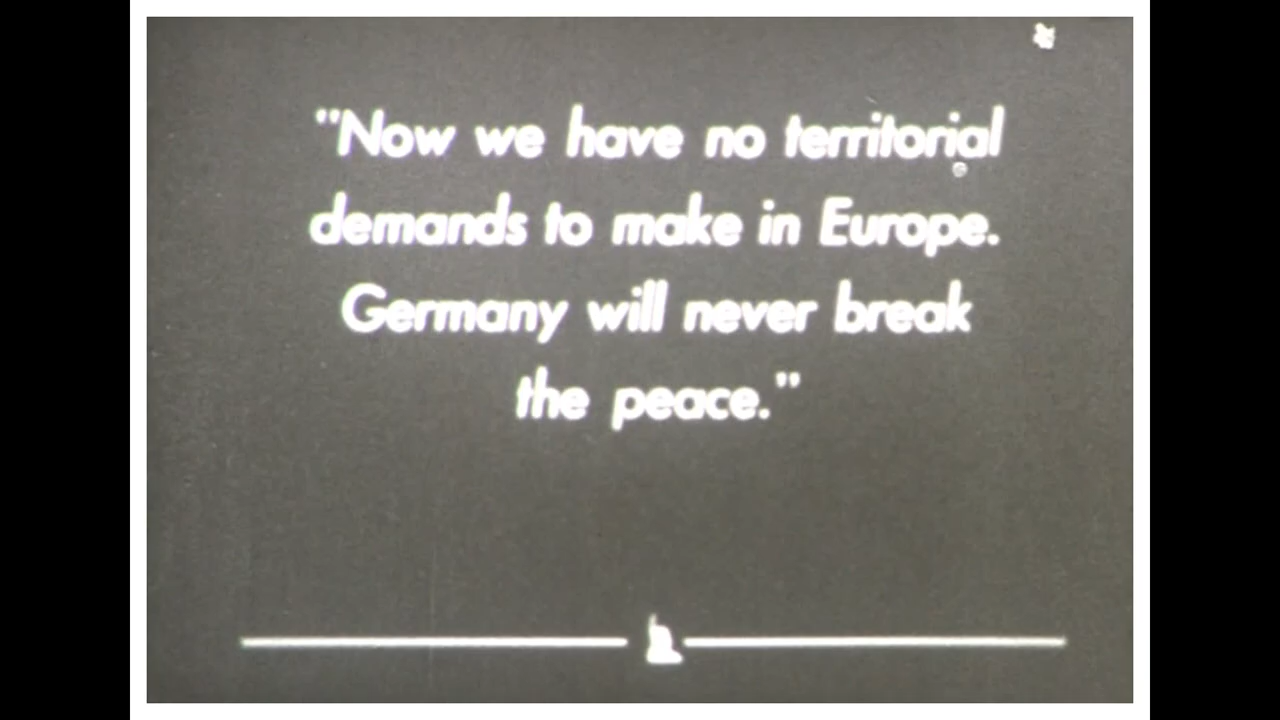 "Now we have no territorial
demands to make in Europe.
Germany will never break
the peace."